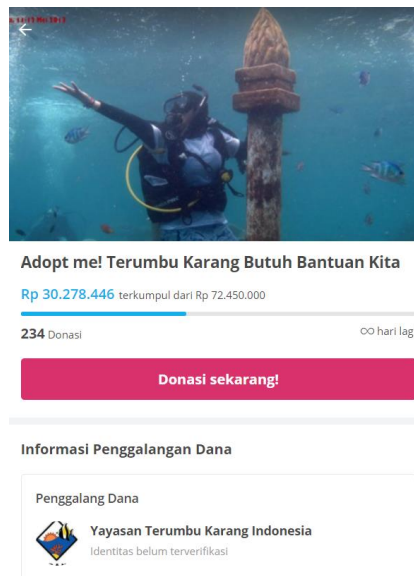 Adopt me! Terumbu Karang Butuh Bantuan Kita
Rp 30.278.446 terkumpul dari Rp 72.450.000
234 Donasi
∞ hari lag
Donasi sekarang!
Informasi Penggalangan Dana
Penggalang Dana
Yayasan Terumbu Karang Indonesia
Identitas belum terverifikasi